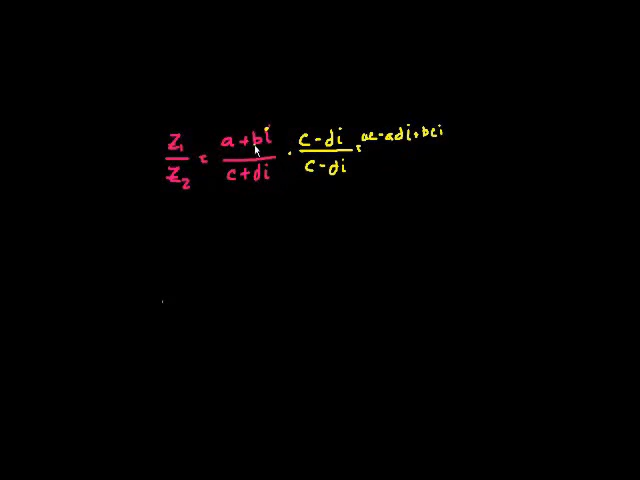 z₁/z₂ = (a+bi)/(c+di) · (c-di)/(c-di) = ac-adi+bci